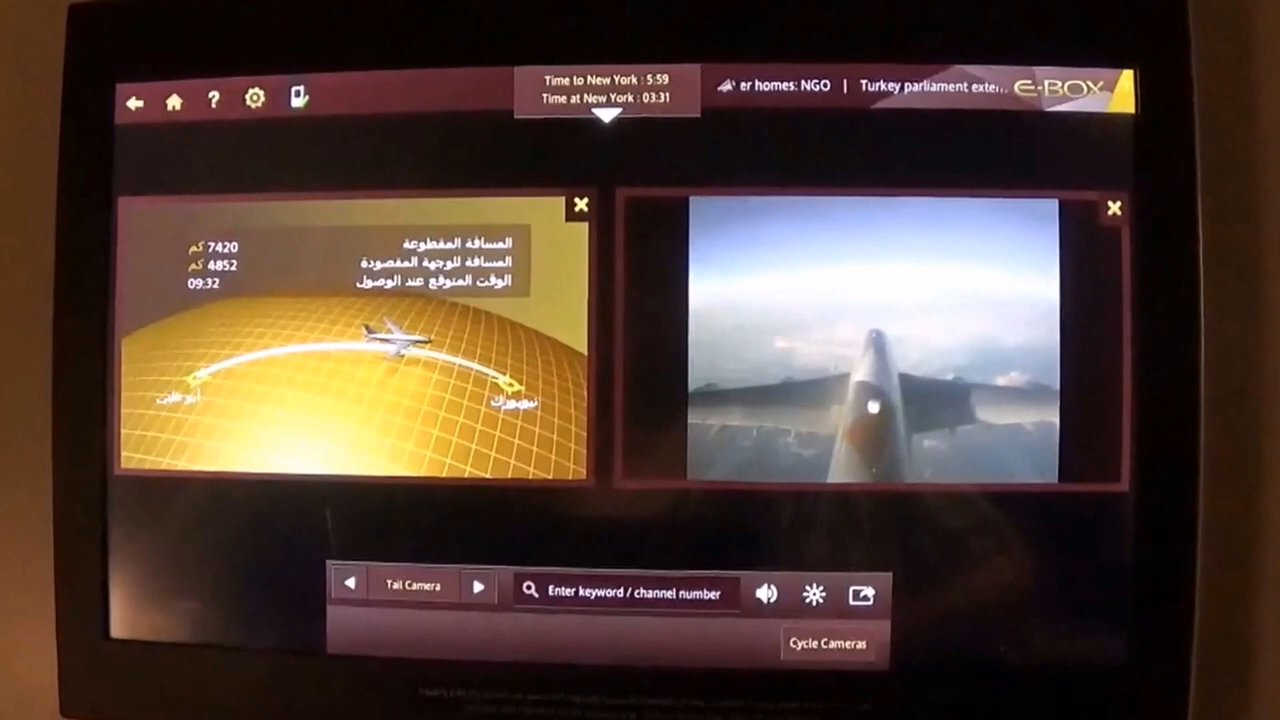 Time to New York : 5:59
Time at New York : 03:31
er homes: NGO | Turkey parliament exte
E-BOX
?
المسافة المقطوعة 7420 كم
المسافة للوجهة المقصودة 4852 كم
الوقت المتوقع عند الوصول 09:32
أبوظبي
نيويورك
Tail Camera
Enter keyword / channel number
Cycle Cameras